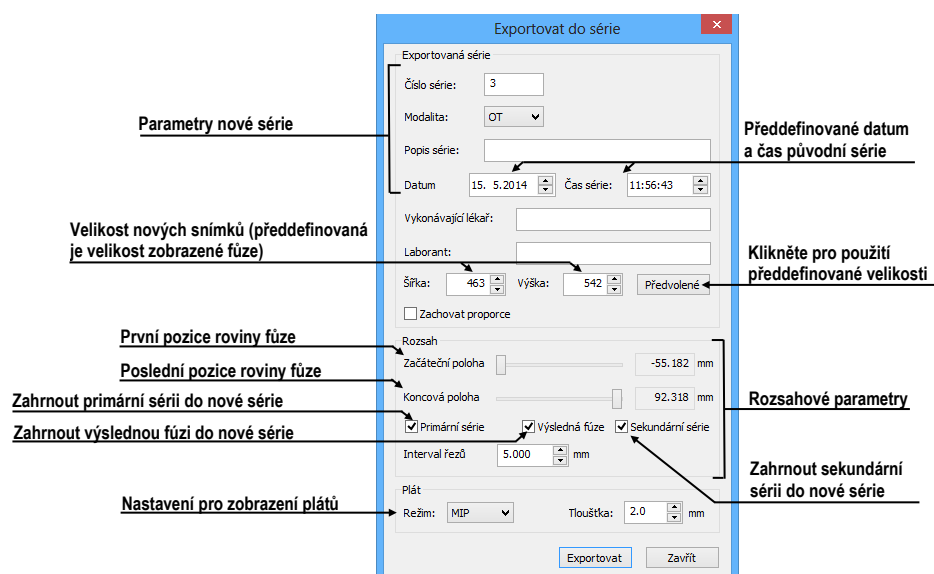 Exportovat do série
Exportovaná série
Číslo série: 3
Modalita: OT
Popis série:
Datum 15. 5.2014 Čas série: 11:56:43
Vykonávající lékař:
Laborant:
Šířka: 463 Výška: 542 Předvolené
Zachovat proporce
Rozsah
Začáteční poloha -55.182 mm
Koncová poloha 92.318 mm
Primární série Výsledná fúze Sekundární série
Interval řezů 5.000 mm
Plát
Režim: MIP Tloušťka: 2.0 mm
Exportovat Zavřít
Parametry nové série
Velikost nových snímků (předdefinovaná
je velikost zobrazené fúze)
První pozice roviny fúze
Poslední pozice roviny fúze
Zahrnout primární sérii do nové série
Zahrnout výslednou fúzi do nové série
Nastavení pro zobrazení plátů
Předdefinované datum
a čas původní série
Klikněte pro použití
předdefinované velikosti
Rozsahové parametry
Zahrnout sekundární
sérii do nové série